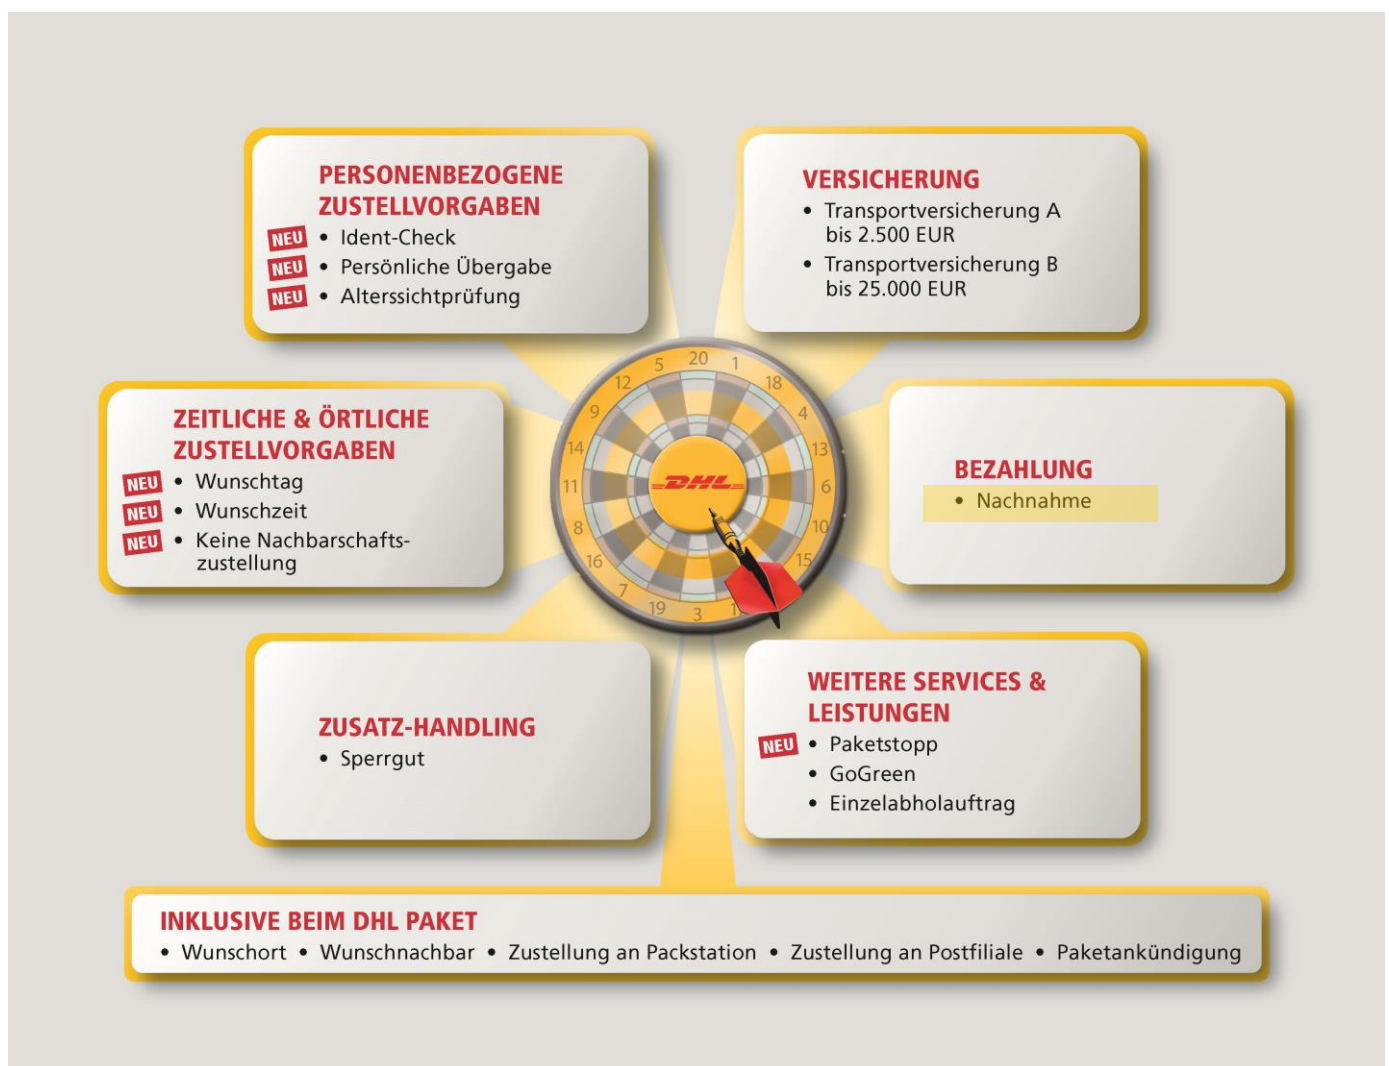 PERSONENBEZOGENE
ZUSTELLVORGABEN
NEU • Ident-Check
NEU • Persönliche Übergabe
NEU • Alterssichtprüfung
VERSICHERUNG
• Transportversicherung A
bis 2.500 EUR
• Transportversicherung B
bis 25.000 EUR
ZEITLICHE & ÖRTLICHE
ZUSTELLVORGABEN
NEU • Wunschtag
NEU • Wunschzeit
NEU • Keine Nachbarschafts-
zustellung
20 1 18 4 13 6 10 15 3 19 7 16 8 11 14 9 12 5
DHL
BEZAHLUNG
• Nachnahme
ZUSATZ-HANDLING
• Sperrgut
WEITERE SERVICES &
LEISTUNGEN
NEU • Paketstopp
• GoGreen
• Einzelabholauftrag
INKLUSIVE BEIM DHL PAKET
• Wunschort • Wunschnachbar • Zustellung an Packstation • Zustellung an Postfiliale • Paketankündigung